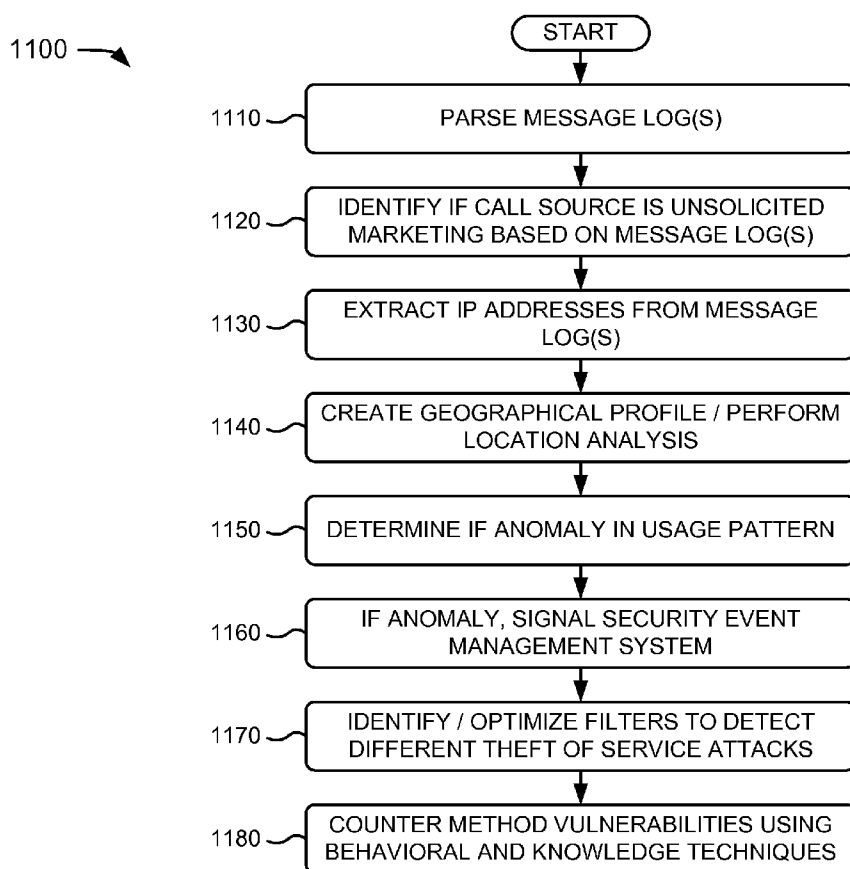 START
1100
1110
PARSE MESSAGE LOG(S)
1120
IDENTIFY IF CALL SOURCE IS UNSOLICITED
MARKETING BASED ON MESSAGE LOG(S)
1130
EXTRACT IP ADDRESSES FROM MESSAGE
LOG(S)
1140
CREATE GEOGRAPHICAL PROFILE / PERFORM
LOCATION ANALYSIS
1150
DETERMINE IF ANOMALY IN USAGE PATTERN
1160
IF ANOMALY, SIGNAL SECURITY EVENT
MANAGEMENT SYSTEM
1170
IDENTIFY / OPTIMIZE FILTERS TO DETECT
DIFFERENT THEFT OF SERVICE ATTACKS
1180
COUNTER METHOD VULNERABILITIES USING
BEHAVIORAL AND KNOWLEDGE TECHNIQUES